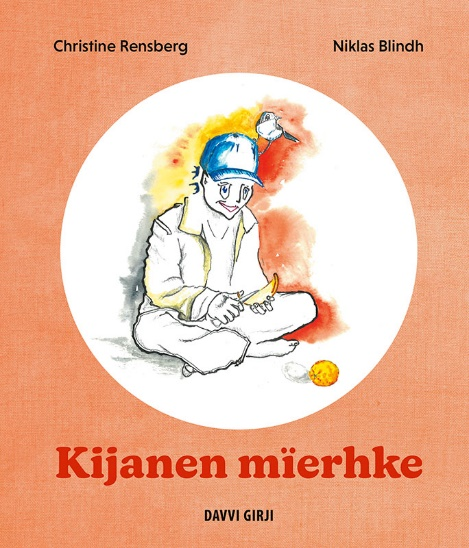 Christine Rensberg
Niklas Blindh
Kijanen mïerhke
DAVVI GIRJI